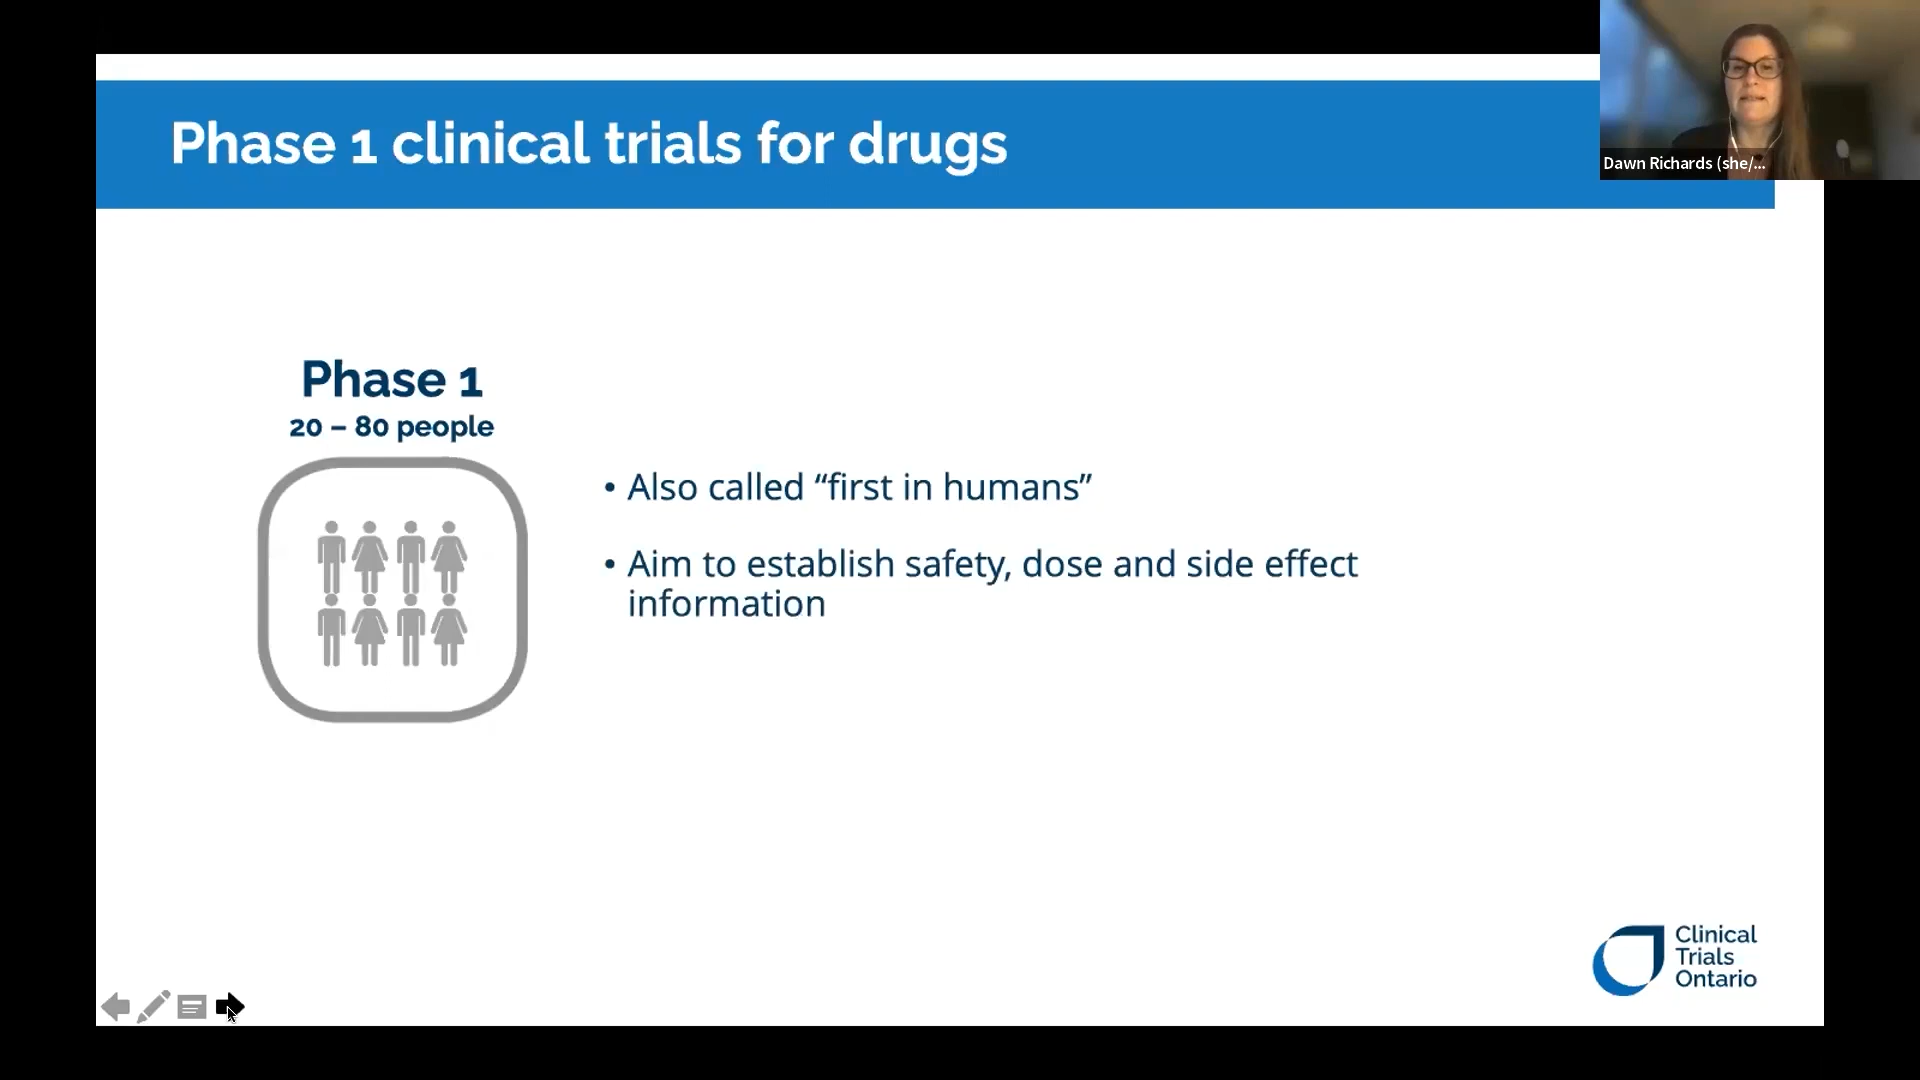 Phase 1 clinical trials for drugs
Dawn Richards (she/...
Phase 1
20 – 80 people
• Also called “first in humans”
• Aim to establish safety, dose and side effect
information
Clinical
Trials
Ontario